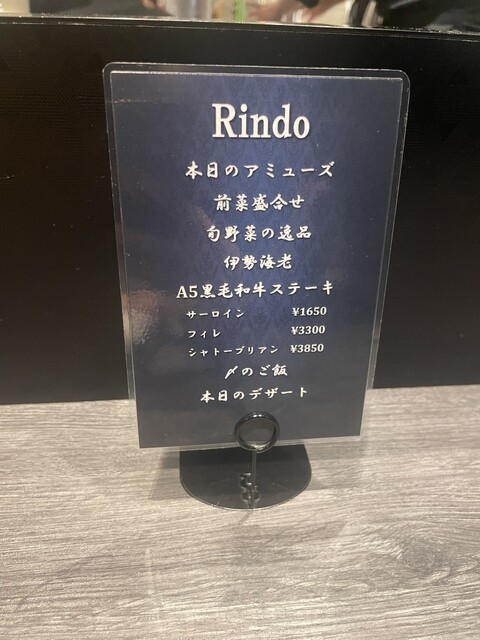 Rindo
本日のアミューズ
前菜盛合せ
旬野菜の逸品
伊勢海老
A5黒毛和牛ステーキ
サーロイン ¥1650
フィレ ¥3300
シャトーブリアン ¥3850
〆のご飯
本日のデザート